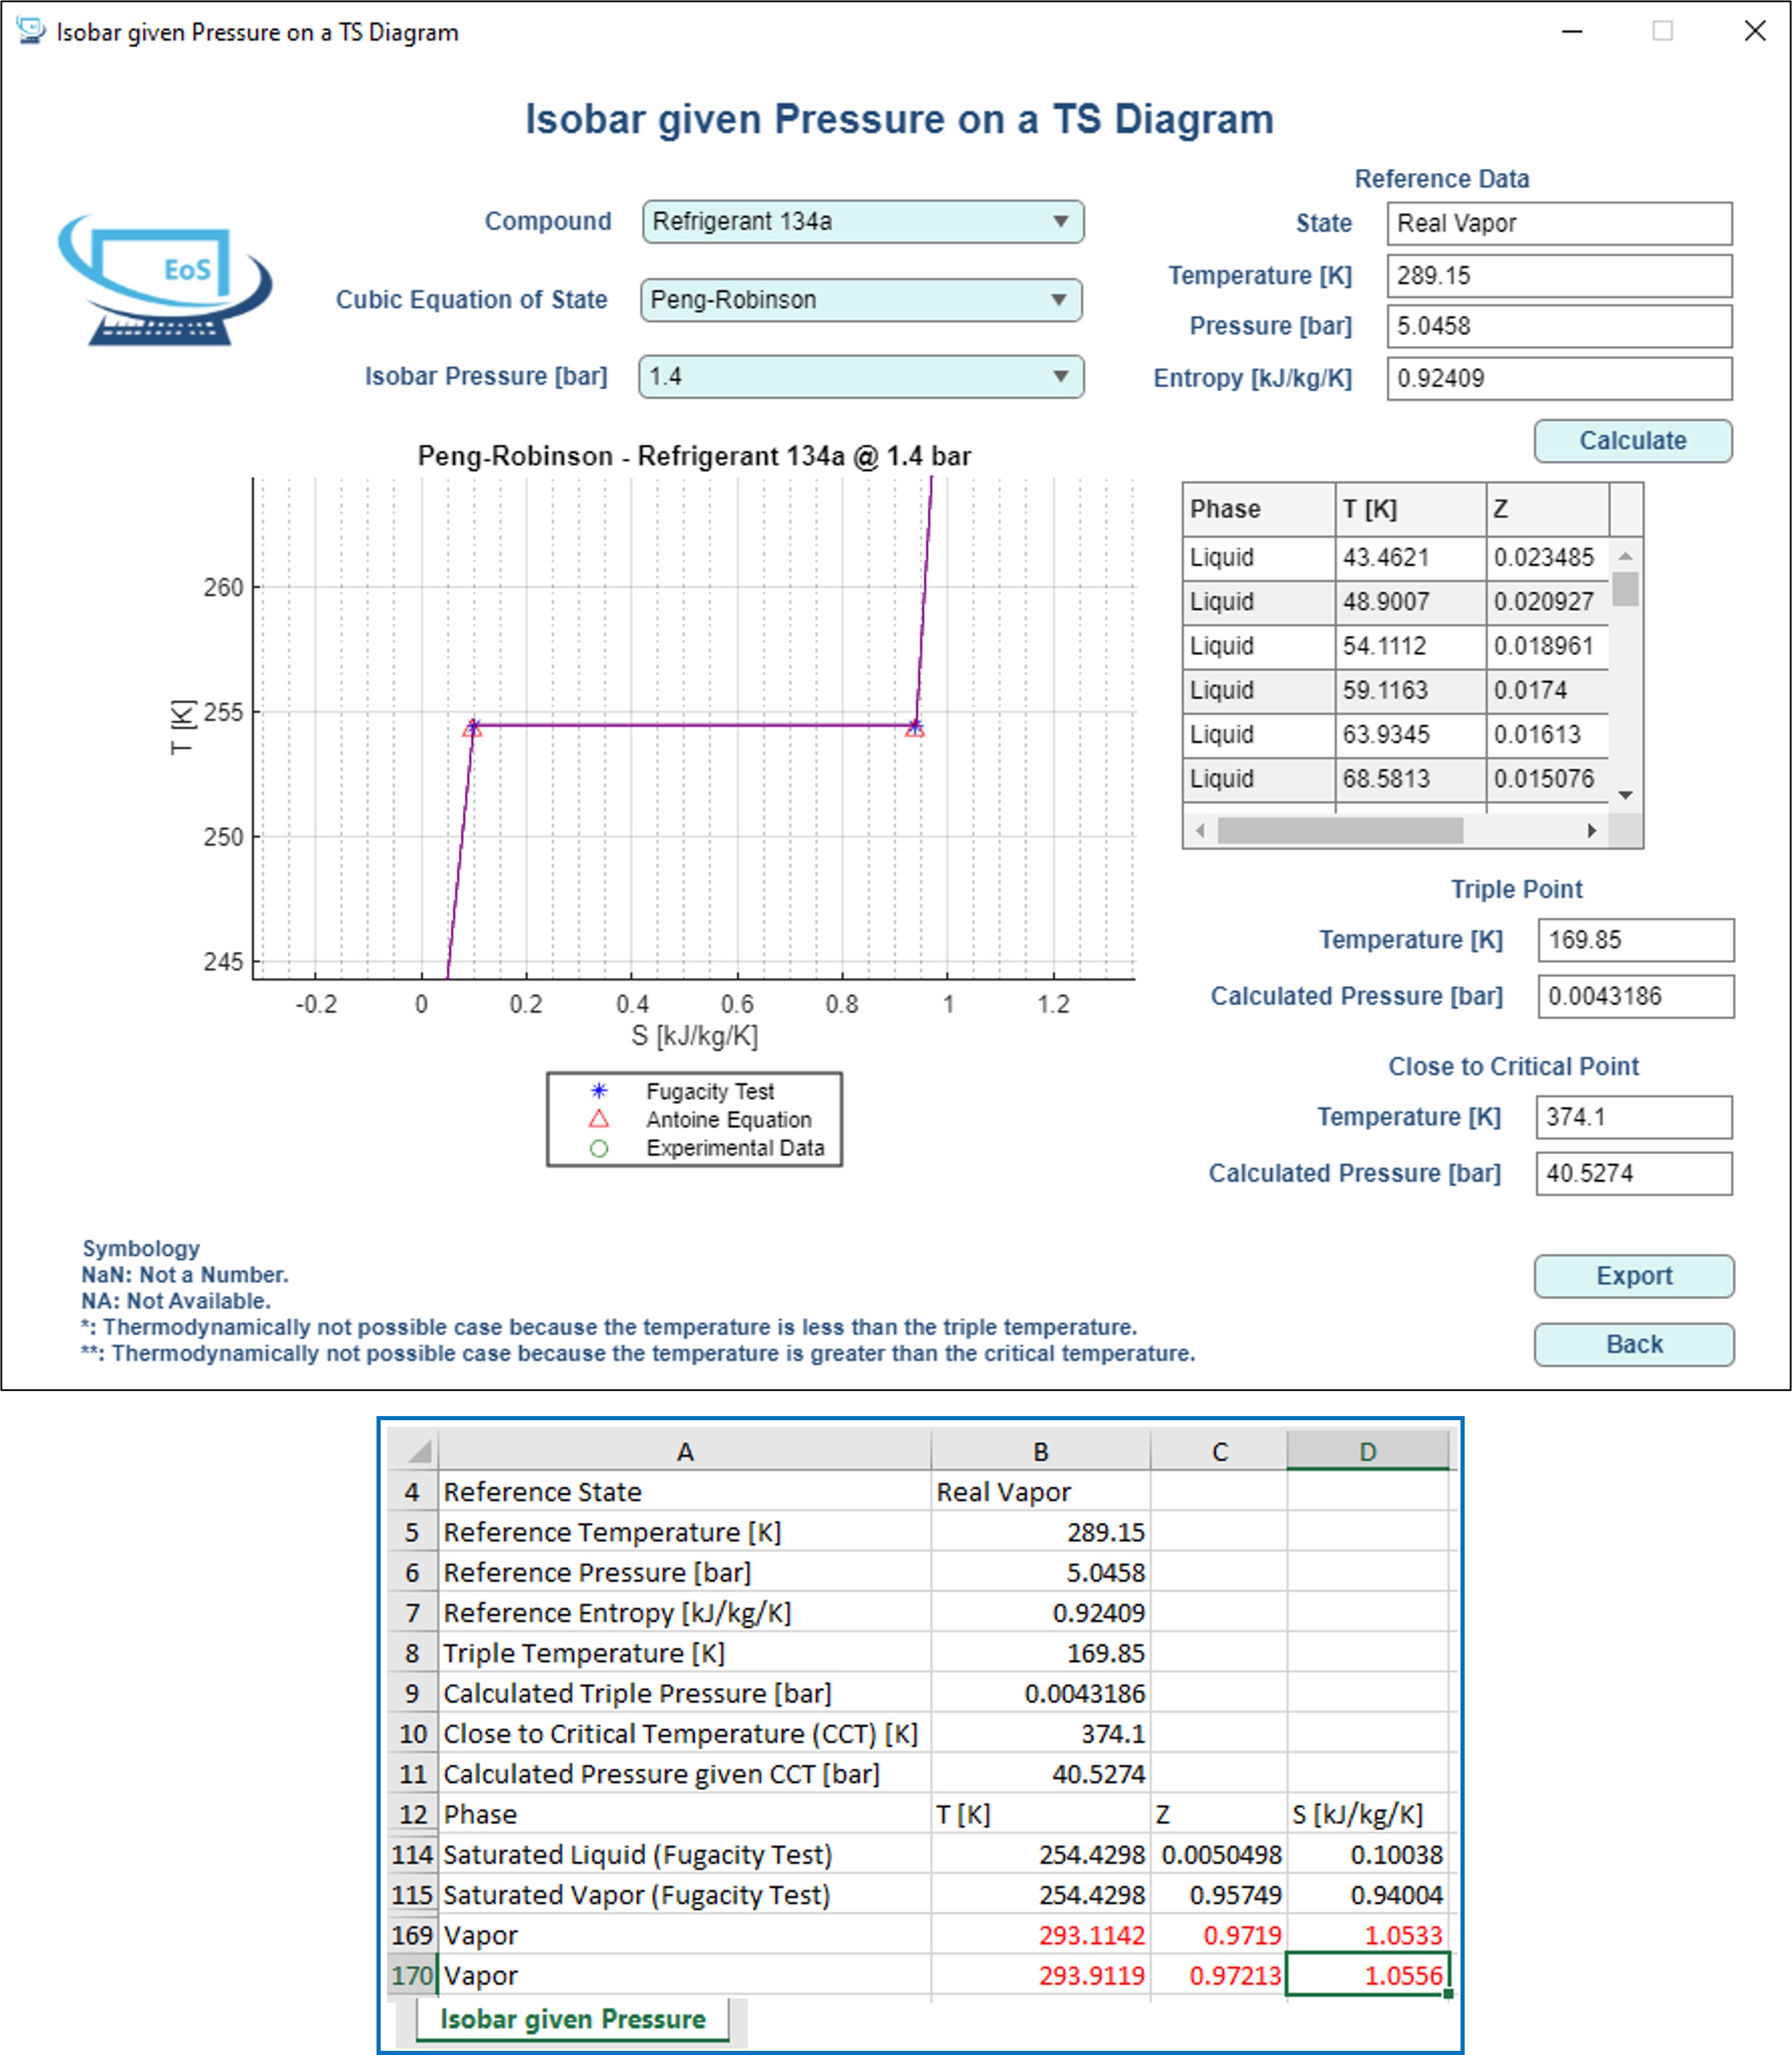 Isobar given Pressure on a TS Diagram
Isobar given Pressure on a TS Diagram
EoS
Compound Refrigerant 134a
Cubic Equation of State Peng-Robinson
Isobar Pressure [bar] 1.4
Reference Data
State Real Vapor
Temperature [K] 289.15
Pressure [bar] 5.0458
Entropy [kJ/kg/K] 0.92409
Calculate
Peng-Robinson - Refrigerant 134a @ 1.4 bar
260
255
250
245
T [K]
-0.2 0 0.2 0.4 0.6 0.8 1 1.2
S [kJ/kg/K]
Fugacity Test
Antoine Equation
Experimental Data
Phase T [K] Z
Liquid 43.4621 0.023485
Liquid 48.9007 0.020927
Liquid 54.1112 0.018961
Liquid 59.1163 0.0174
Liquid 63.9345 0.01613
Liquid 68.5813 0.015076
Triple Point
Temperature [K] 169.85
Calculated Pressure [bar] 0.0043186
Close to Critical Point
Temperature [K] 374.1
Calculated Pressure [bar] 40.5274
Symbology
NaN: Not a Number.
NA: Not Available.
*: Thermodynamically not possible case because the temperature is less than the triple temperature.
**: Thermodynamically not possible case because the temperature is greater than the critical temperature.
Export
Back
A B C D
4 Reference State Real Vapor
5 Reference Temperature [K] 289.15
6 Reference Pressure [bar] 5.0458
7 Reference Entropy [kJ/kg/K] 0.92409
8 Triple Temperature [K] 169.85
9 Calculated Triple Pressure [bar] 0.0043186
10 Close to Critical Temperature (CCT) [K] 374.1
11 Calculated Pressure given CCT [bar] 40.5274
12 Phase T [K] Z S [kJ/kg/K]
114 Saturated Liquid (Fugacity Test) 254.4298 0.0050498 0.10038
115 Saturated Vapor (Fugacity Test) 254.4298 0.95749 0.94004
169 Vapor 293.1142 0.9719 1.0533
170 Vapor 293.9119 0.97213 1.0556
Isobar given Pressure